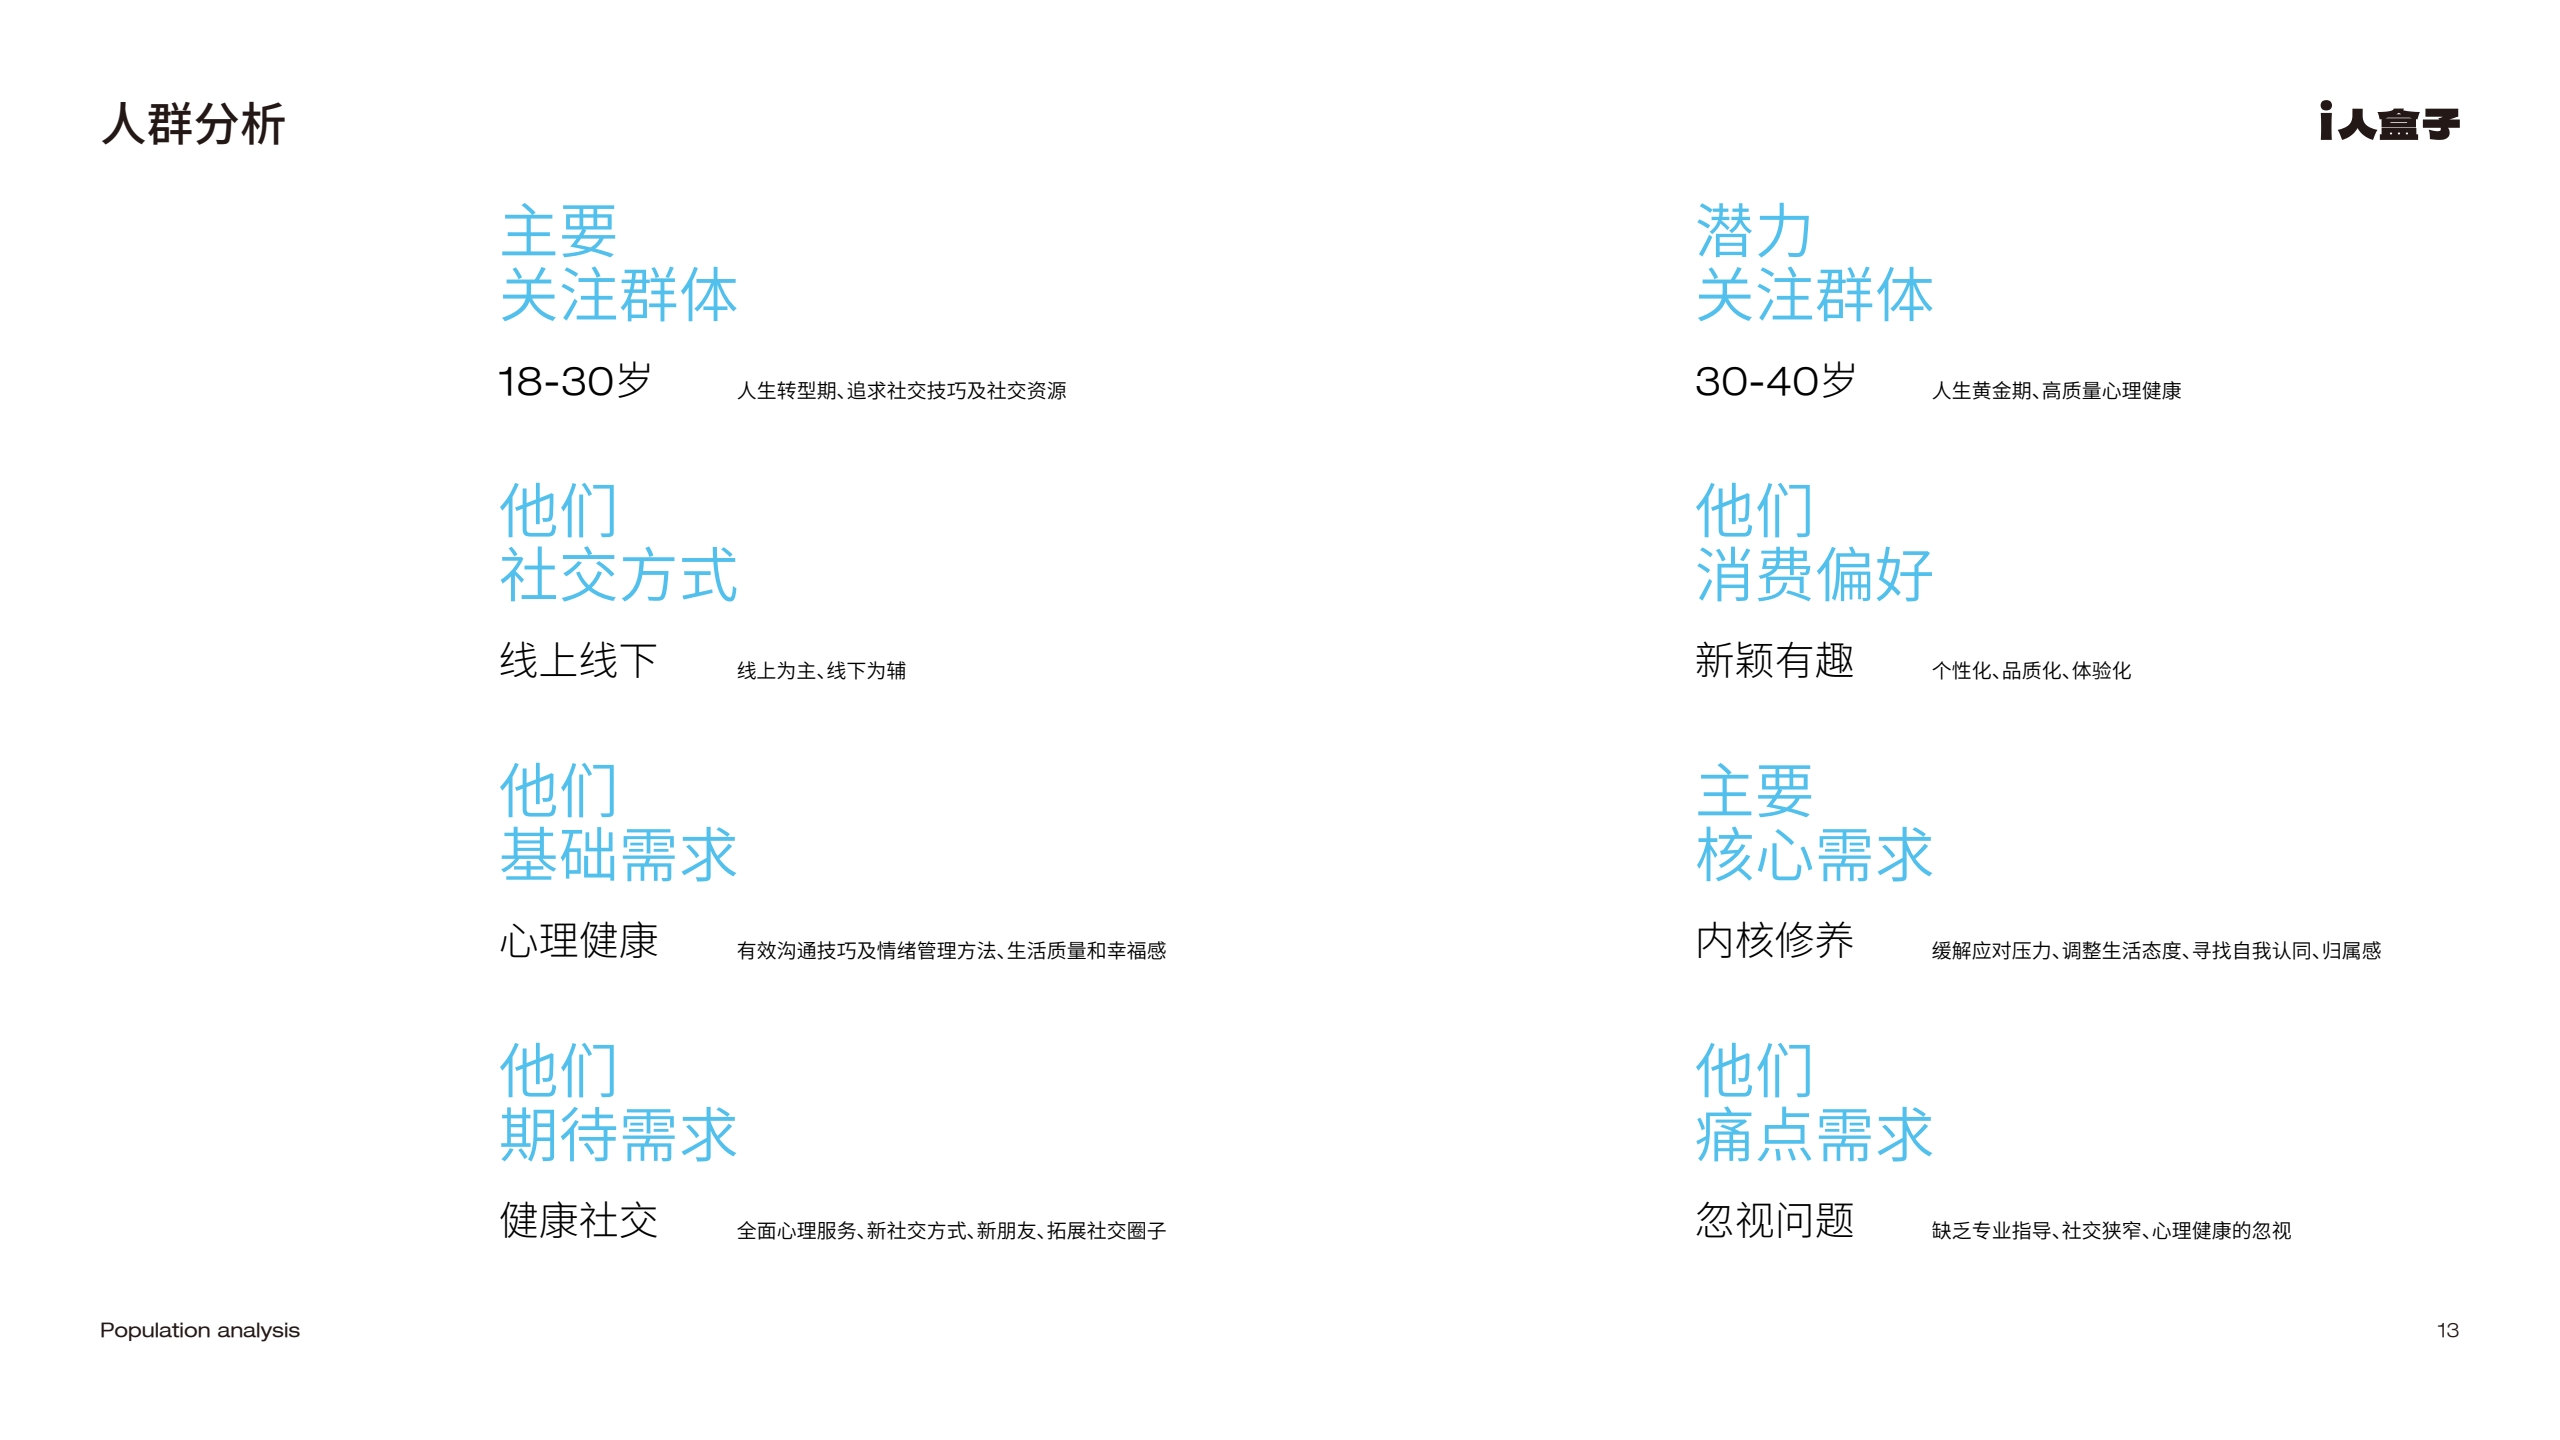 人群分析
i人盒子
主要
关注群体
18-30岁 人生转型期、追求社交技巧及社交资源
潜力
关注群体
30-40岁 人生黄金期、高质量心理健康
他们
社交方式
线上线下 线上为主、线下为辅
他们
消费偏好
新颖有趣 个性化、品质化、体验化
他们
基础需求
心理健康 有效沟通技巧及情绪管理方法、生活质量和幸福感
主要
核心需求
内核修养 缓解应对压力、调整生活态度、寻找自我认同、归属感
他们
期待需求
健康社交 全面心理服务、新社交方式、新朋友、拓展社交圈子
他们
痛点需求
忽视问题 缺乏专业指导、社交狭窄、心理健康的忽视
Population analysis
13